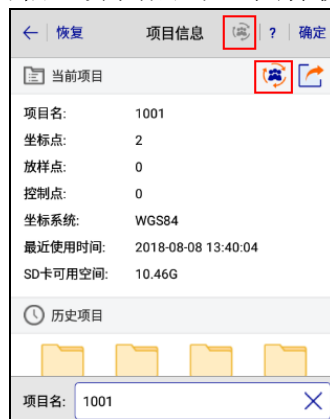 恢复 项目信息 ? 确定
当前项目
项目名: 1001
坐标点: 2
放样点: 0
控制点: 0
坐标系统: WGS84
最近使用时间: 2018-08-08 13:40:04
SD卡可用空间: 10.46G
历史项目
项目名: 1001